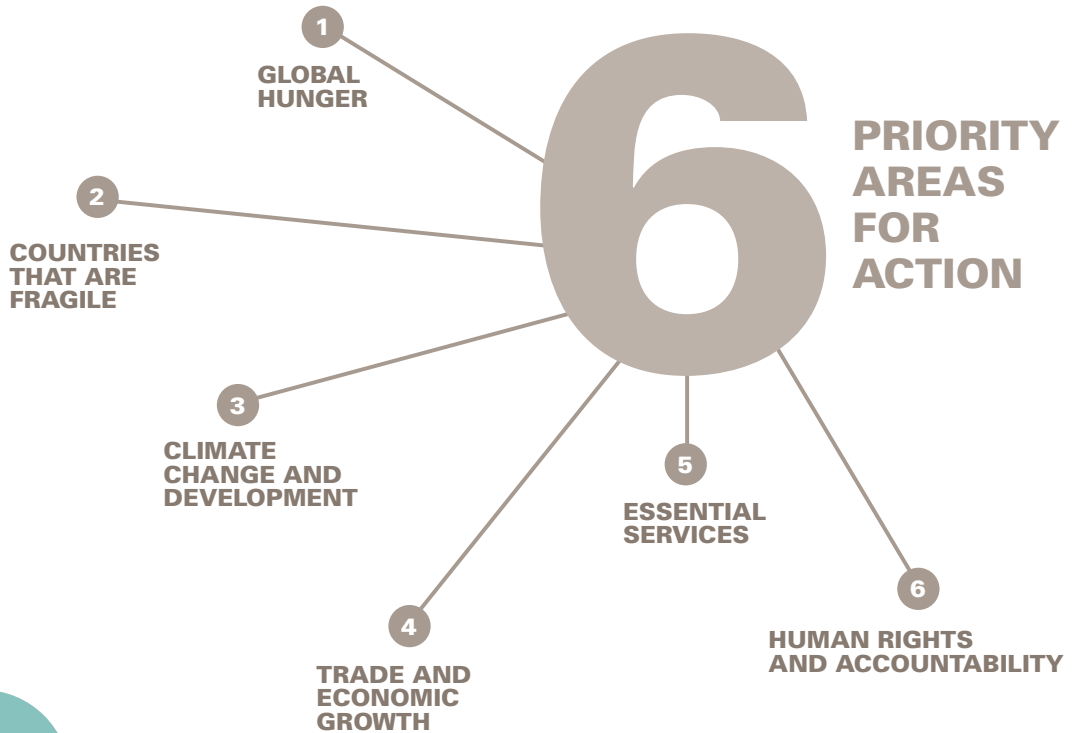 6
PRIORITY
AREAS
FOR
ACTION
1
GLOBAL
HUNGER
2
COUNTRIES
THAT ARE
FRAGILE
3
CLIMATE
CHANGE AND
DEVELOPMENT
4
TRADE AND
ECONOMIC
GROWTH
5
ESSENTIAL
SERVICES
6
HUMAN RIGHTS
AND ACCOUNTABILITY